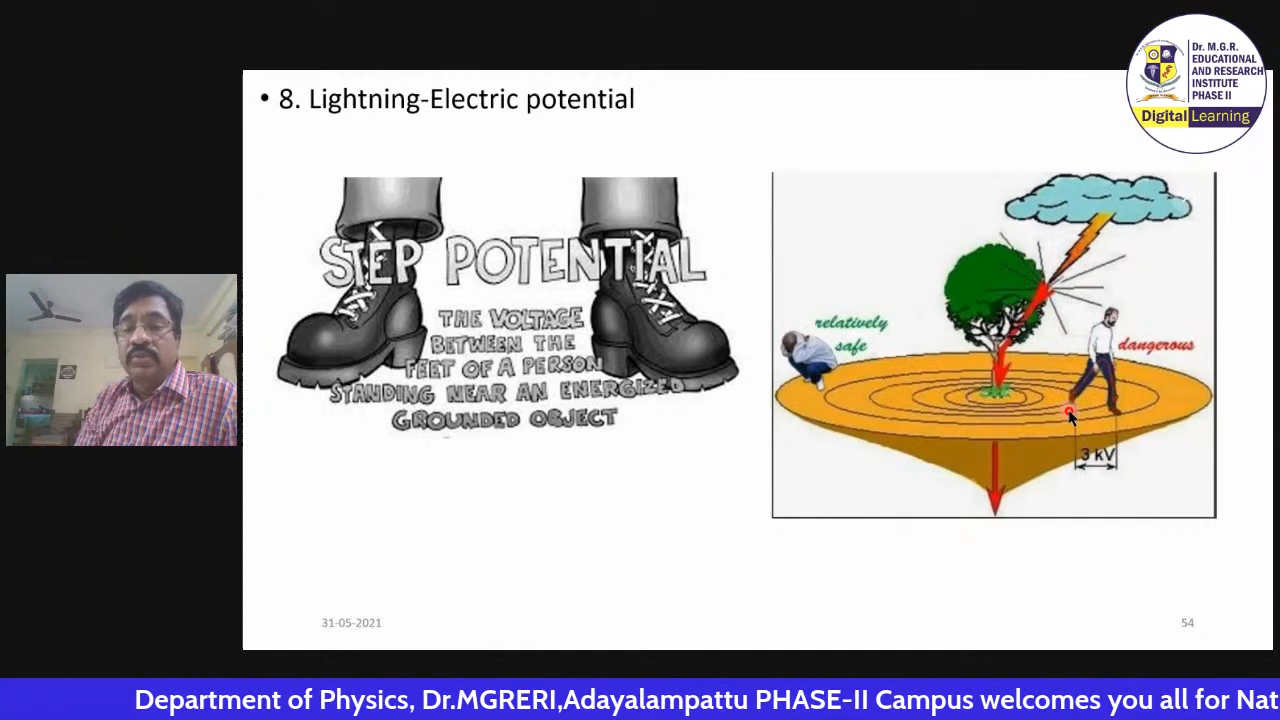 Dr. M.G.R.
EDUCATIONAL
AND RESEARCH
INSTITUTE
PHASE II
Digital Learning
• 8. Lightning-Electric potential
STEP POTENTIAL
THE VOLTAGE
BETWEEN THE
FEET OF A PERSON
STANDING NEAR AN ENERGIZED
GROUNDED OBJECT
relatively
safe
dangerous
3 kV
31-05-2021
54
Department of Physics, Dr.MGRERI,Adayalampattu PHASE-II Campus welcomes you all for Nat